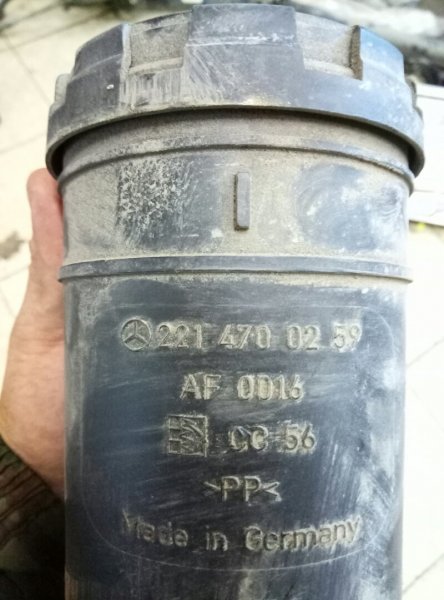 221 470 02 59
AF 0016
CC 56
>PP<
Made in Germany